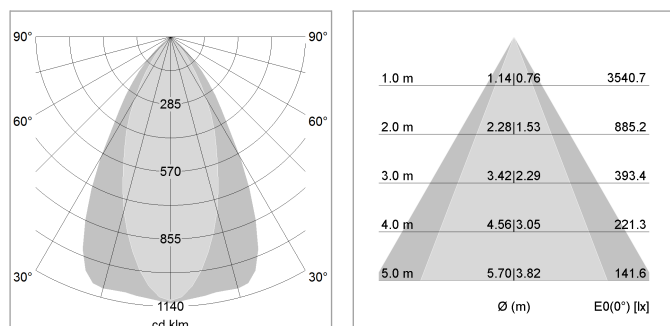 90° 90°
285
60° 60°
570
855
30° 30°
1140
cd klm
1.0 m 1.14|0.76 3540.7
2.0 m 2.28|1.53 885.2
3.0 m 3.42|2.29 393.4
4.0 m 4.56|3.05 221.3
5.0 m 5.70|3.82 141.6
Ø (m) E0(0°) [lx]